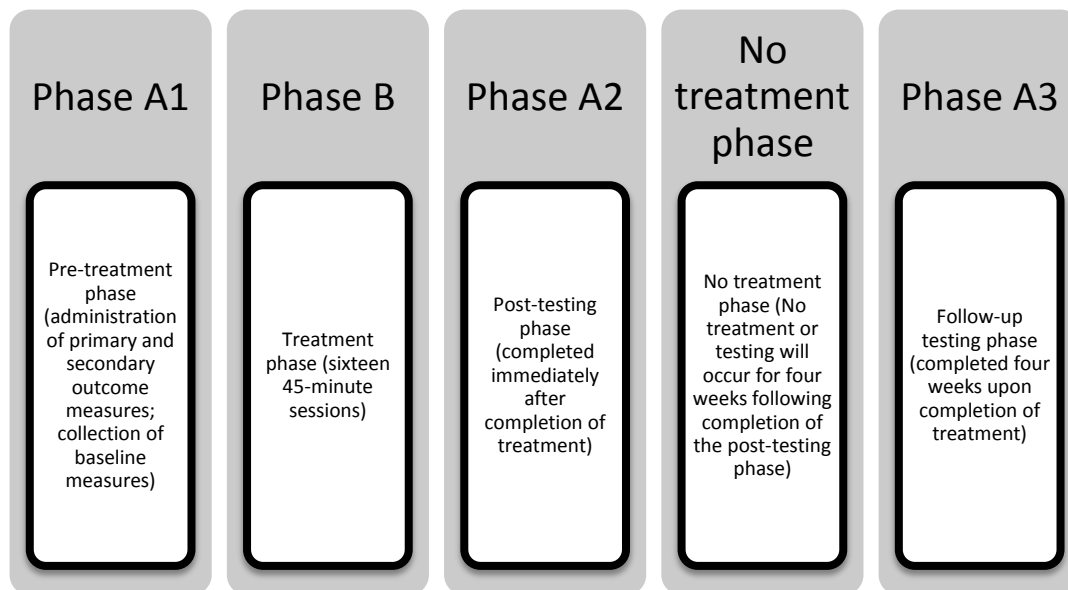 Phase A1
Pre-treatment
phase
(administration
of primary and
secondary
outcome
measures;
collection of
baseline
measures)
Phase B
Treatment
phase (sixteen
45-minute
sessions)
Phase A2
Post-testing
phase
(completed
immediately
after
completion of
treatment)
No
treatment
phase
No treatment
phase (No
treatment or
testing will
occur for four
weeks following
completion of
the post-testing
phase)
Phase A3
Follow-up
testing phase
(completed four
weeks upon
completion of
treatment)